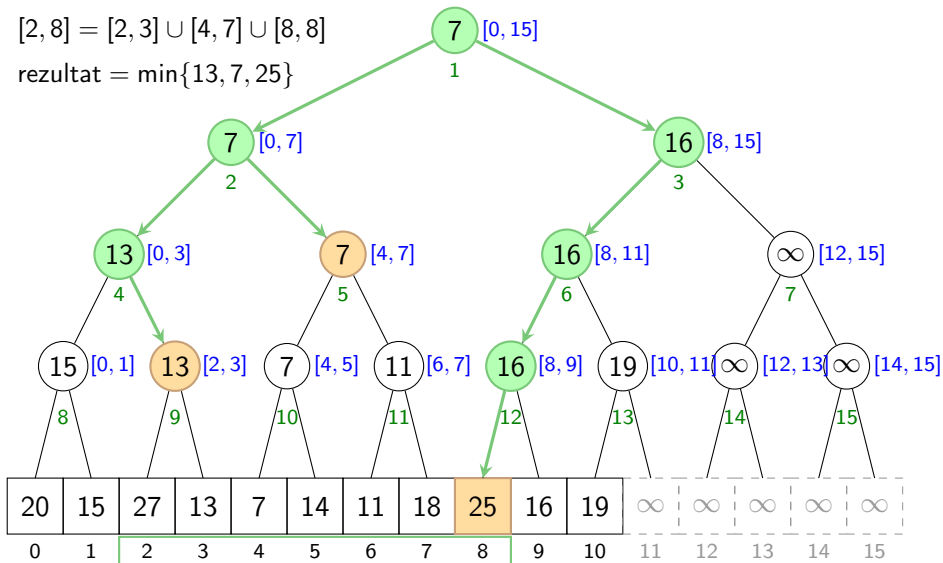 [2, 8] = [2, 3] ∪ [4, 7] ∪ [8, 8]
rezultat = min{13, 7, 25}
7 [0, 15]
1
7 [0, 7] 16 [8, 15]
2 3
13 [0, 3] 7 [4, 7] 16 [8, 11] ∞ [12, 15]
4 5 6 7
15 [0, 1] 13 [2, 3] 7 [4, 5] 11 [6, 7] 16 [8, 9] 19 [10, 11] ∞ [12, 13] ∞ [14, 15]
8 9 10 11 12 13 14 15
20 15 27 13 7 14 11 18 25 16 19 ∞ ∞ ∞ ∞ ∞
0 1 2 3 4 5 6 7 8 9 10 11 12 13 14 15